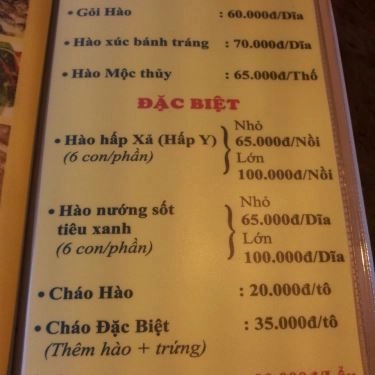 • Gỏi Hào : 60.000đ/Dĩa
• Hào xúc bánh tráng : 70.000đ/Dĩa
• Hào Mộc thủy : 65.000đ/Thố
ĐẶC BIỆT
• Hào hấp Xả (Hấp Y) Nhỏ
65.000đ/Nồi
(6 con/phần) Lớn
100.000đ/Nồi
• Hào nướng sốt Nhỏ
tiêu xanh 65.000đ/Dĩa
(6 con/phần) Lớn
100.000đ/Dĩa
• Cháo Hào : 20.000đ/tô
• Cháo Đặc Biệt : 35.000đ/tô
(Thêm hào + trứng)